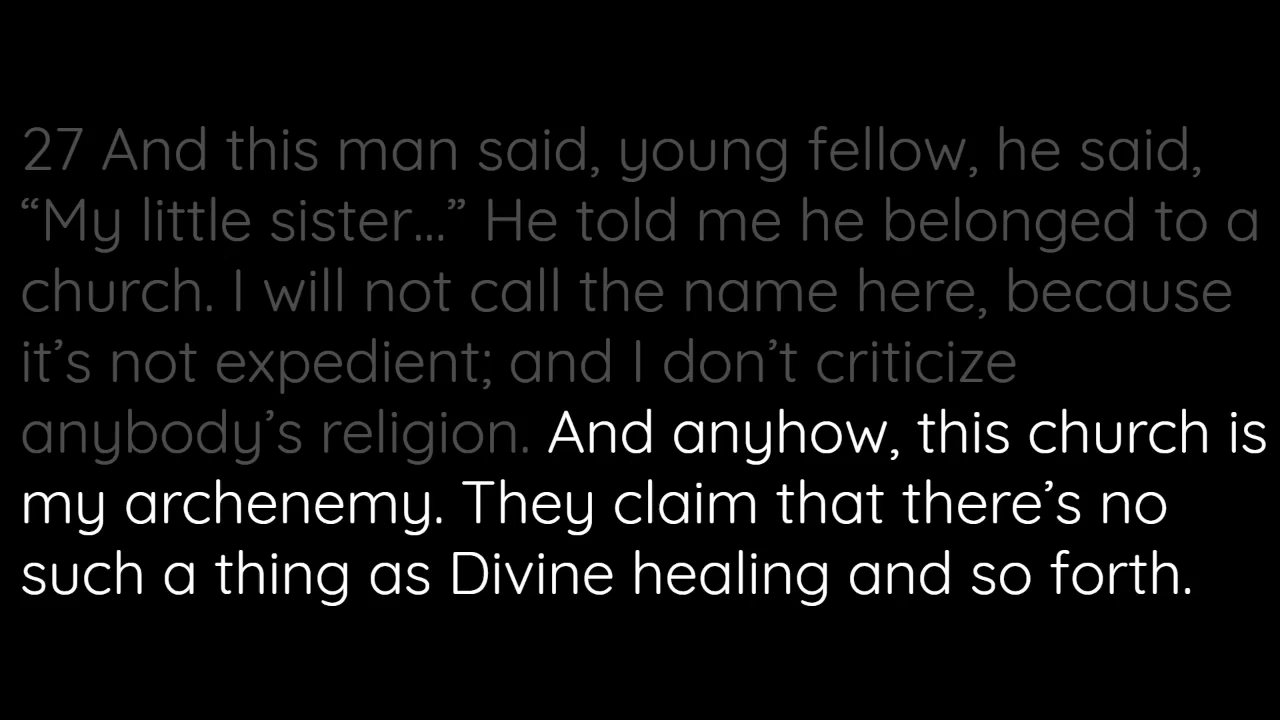 27 And this man said, young fellow, he said,
“My little sister...” He told me he belonged to a
church. I will not call the name here, because
it’s not expedient; and I don’t criticize
anybody’s religion. And anyhow, this church is
my archenemy. They claim that there’s no
such a thing as Divine healing and so forth.